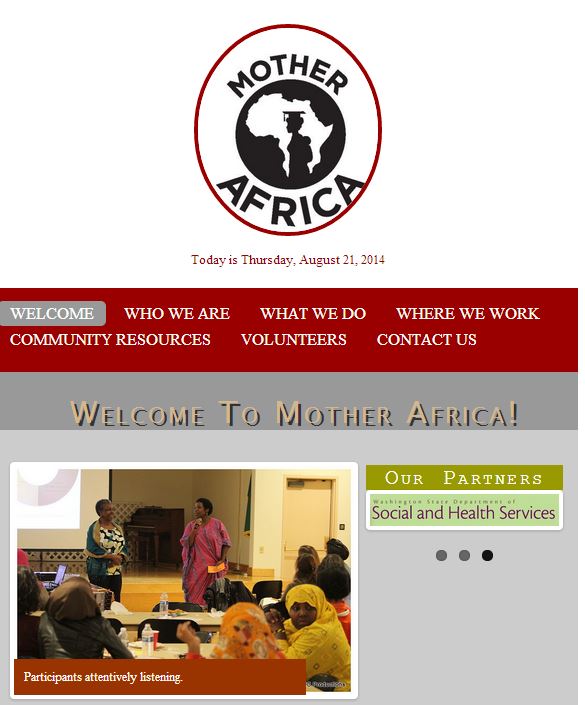 MOTHER
AFRICA
Today is Thursday, August 21, 2014
WELCOME WHO WE ARE WHAT WE DO WHERE WE WORK
COMMUNITY RESOURCES VOLUNTEERS CONTACT US
Welcome To Mother Africa!
Our Partners
Washington State Department of
Social and Health Services
Participants attentively listening.
Productions